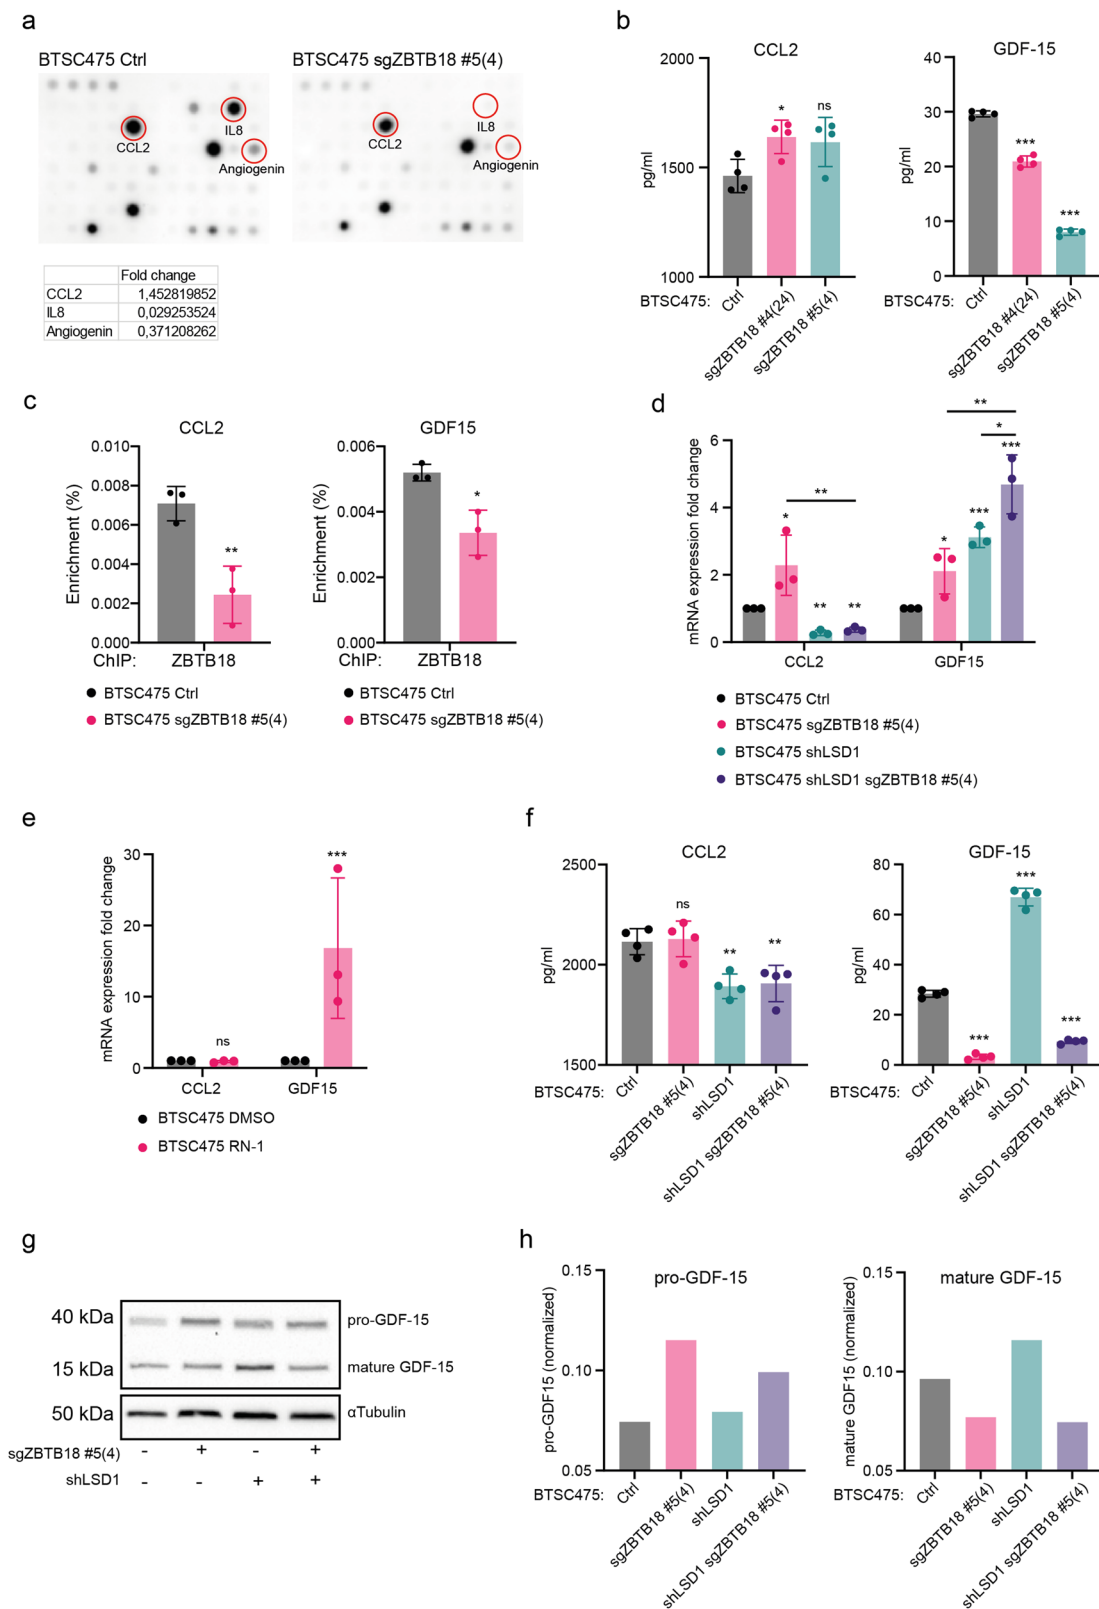 a
BTSC475 Ctrl
BTSC475 sgZBTB18 #5(4)
IL8
CCL2
Angiogenin
IL8
CCL2
Angiogenin
Fold change
CCL2 1,452819852
IL8 0,029253524
Angiogenin 0,371208262
b
CCL2
2000
1500
1000
pg/ml
* ns
BTSC475:
Ctrl
sgZBTB18 #4(24)
sgZBTB18 #5(4)
GDF-15
40
30
20
10
0
pg/ml
*** ***
BTSC475:
Ctrl
sgZBTB18 #4(24)
sgZBTB18 #5(4)
c
CCL2
0.010
0.008
0.006
0.004
0.002
0.000
Enrichment (%)
**
ChIP: ZBTB18
BTSC475 Ctrl
BTSC475 sgZBTB18 #5(4)
GDF15
0.006
0.004
0.002
0.000
Enrichment (%)
*
ChIP: ZBTB18
BTSC475 Ctrl
BTSC475 sgZBTB18 #5(4)
d
6
4
2
0
mRNA expression fold change
**
*
***
**
*
***
*
** **
CCL2 GDF15
BTSC475 Ctrl
BTSC475 sgZBTB18 #5(4)
BTSC475 shLSD1
BTSC475 shLSD1 sgZBTB18 #5(4)
e
30
20
10
0
mRNA expression fold change
***
ns
CCL2 GDF15
BTSC475 DMSO
BTSC475 RN-1
f
CCL2
2500
2000
1500
pg/ml
ns
** **
BTSC475:
Ctrl
sgZBTB18 #5(4)
shLSD1
shLSD1 sgZBTB18 #5(4)
GDF-15
80
60
40
20
0
pg/ml
***
***
***
BTSC475:
Ctrl
sgZBTB18 #5(4)
shLSD1
shLSD1 sgZBTB18 #5(4)
g
40 kDa pro-GDF-15
15 kDa mature GDF-15
50 kDa αTubulin
sgZBTB18 #5(4) - + - +
shLSD1 - - + +
h
pro-GDF-15
0.15
0.10
0.05
pro-GDF15 (normalized)
BTSC475:
Ctrl
sgZBTB18 #5(4)
shLSD1
shLSD1 sgZBTB18 #5(4)
mature GDF-15
0.15
0.10
0.05
mature GDF15 (normalized)
BTSC475:
Ctrl
sgZBTB18 #5(4)
shLSD1
shLSD1 sgZBTB18 #5(4)